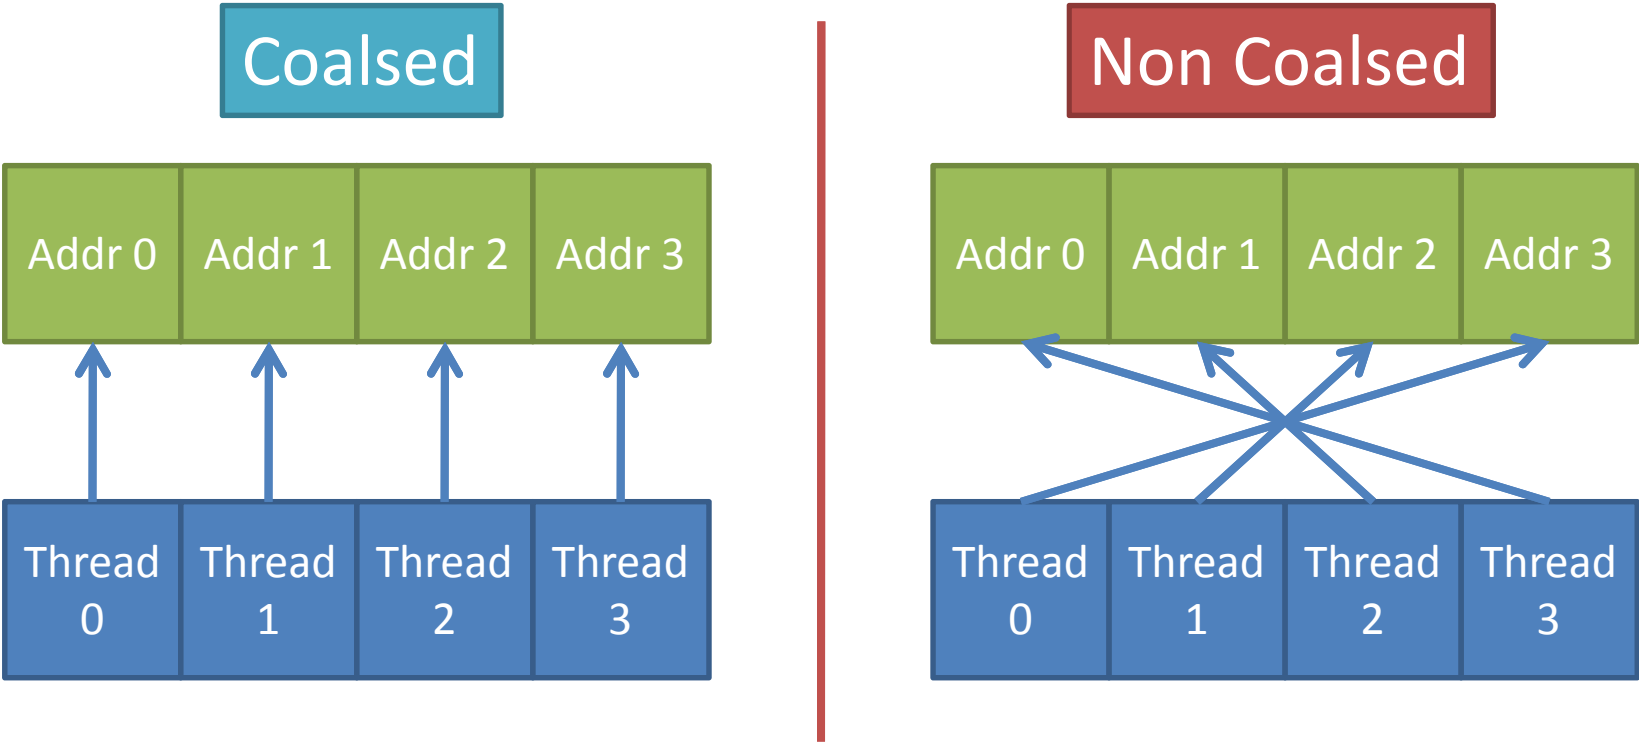 Coalsed
Addr 0 Addr 1 Addr 2 Addr 3
Thread Thread Thread Thread
0 1 2 3
Non Coalsed
Addr 0 Addr 1 Addr 2 Addr 3
Thread Thread Thread Thread
0 1 2 3